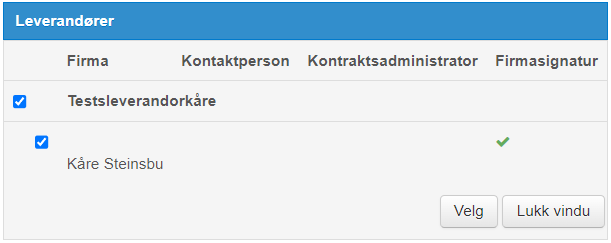 Leverandører
Firma Kontaktperson Kontraktsadministrator Firmasignatur
Testsleverandorkåre
Kåre Steinsbu
Velg Lukk vindu